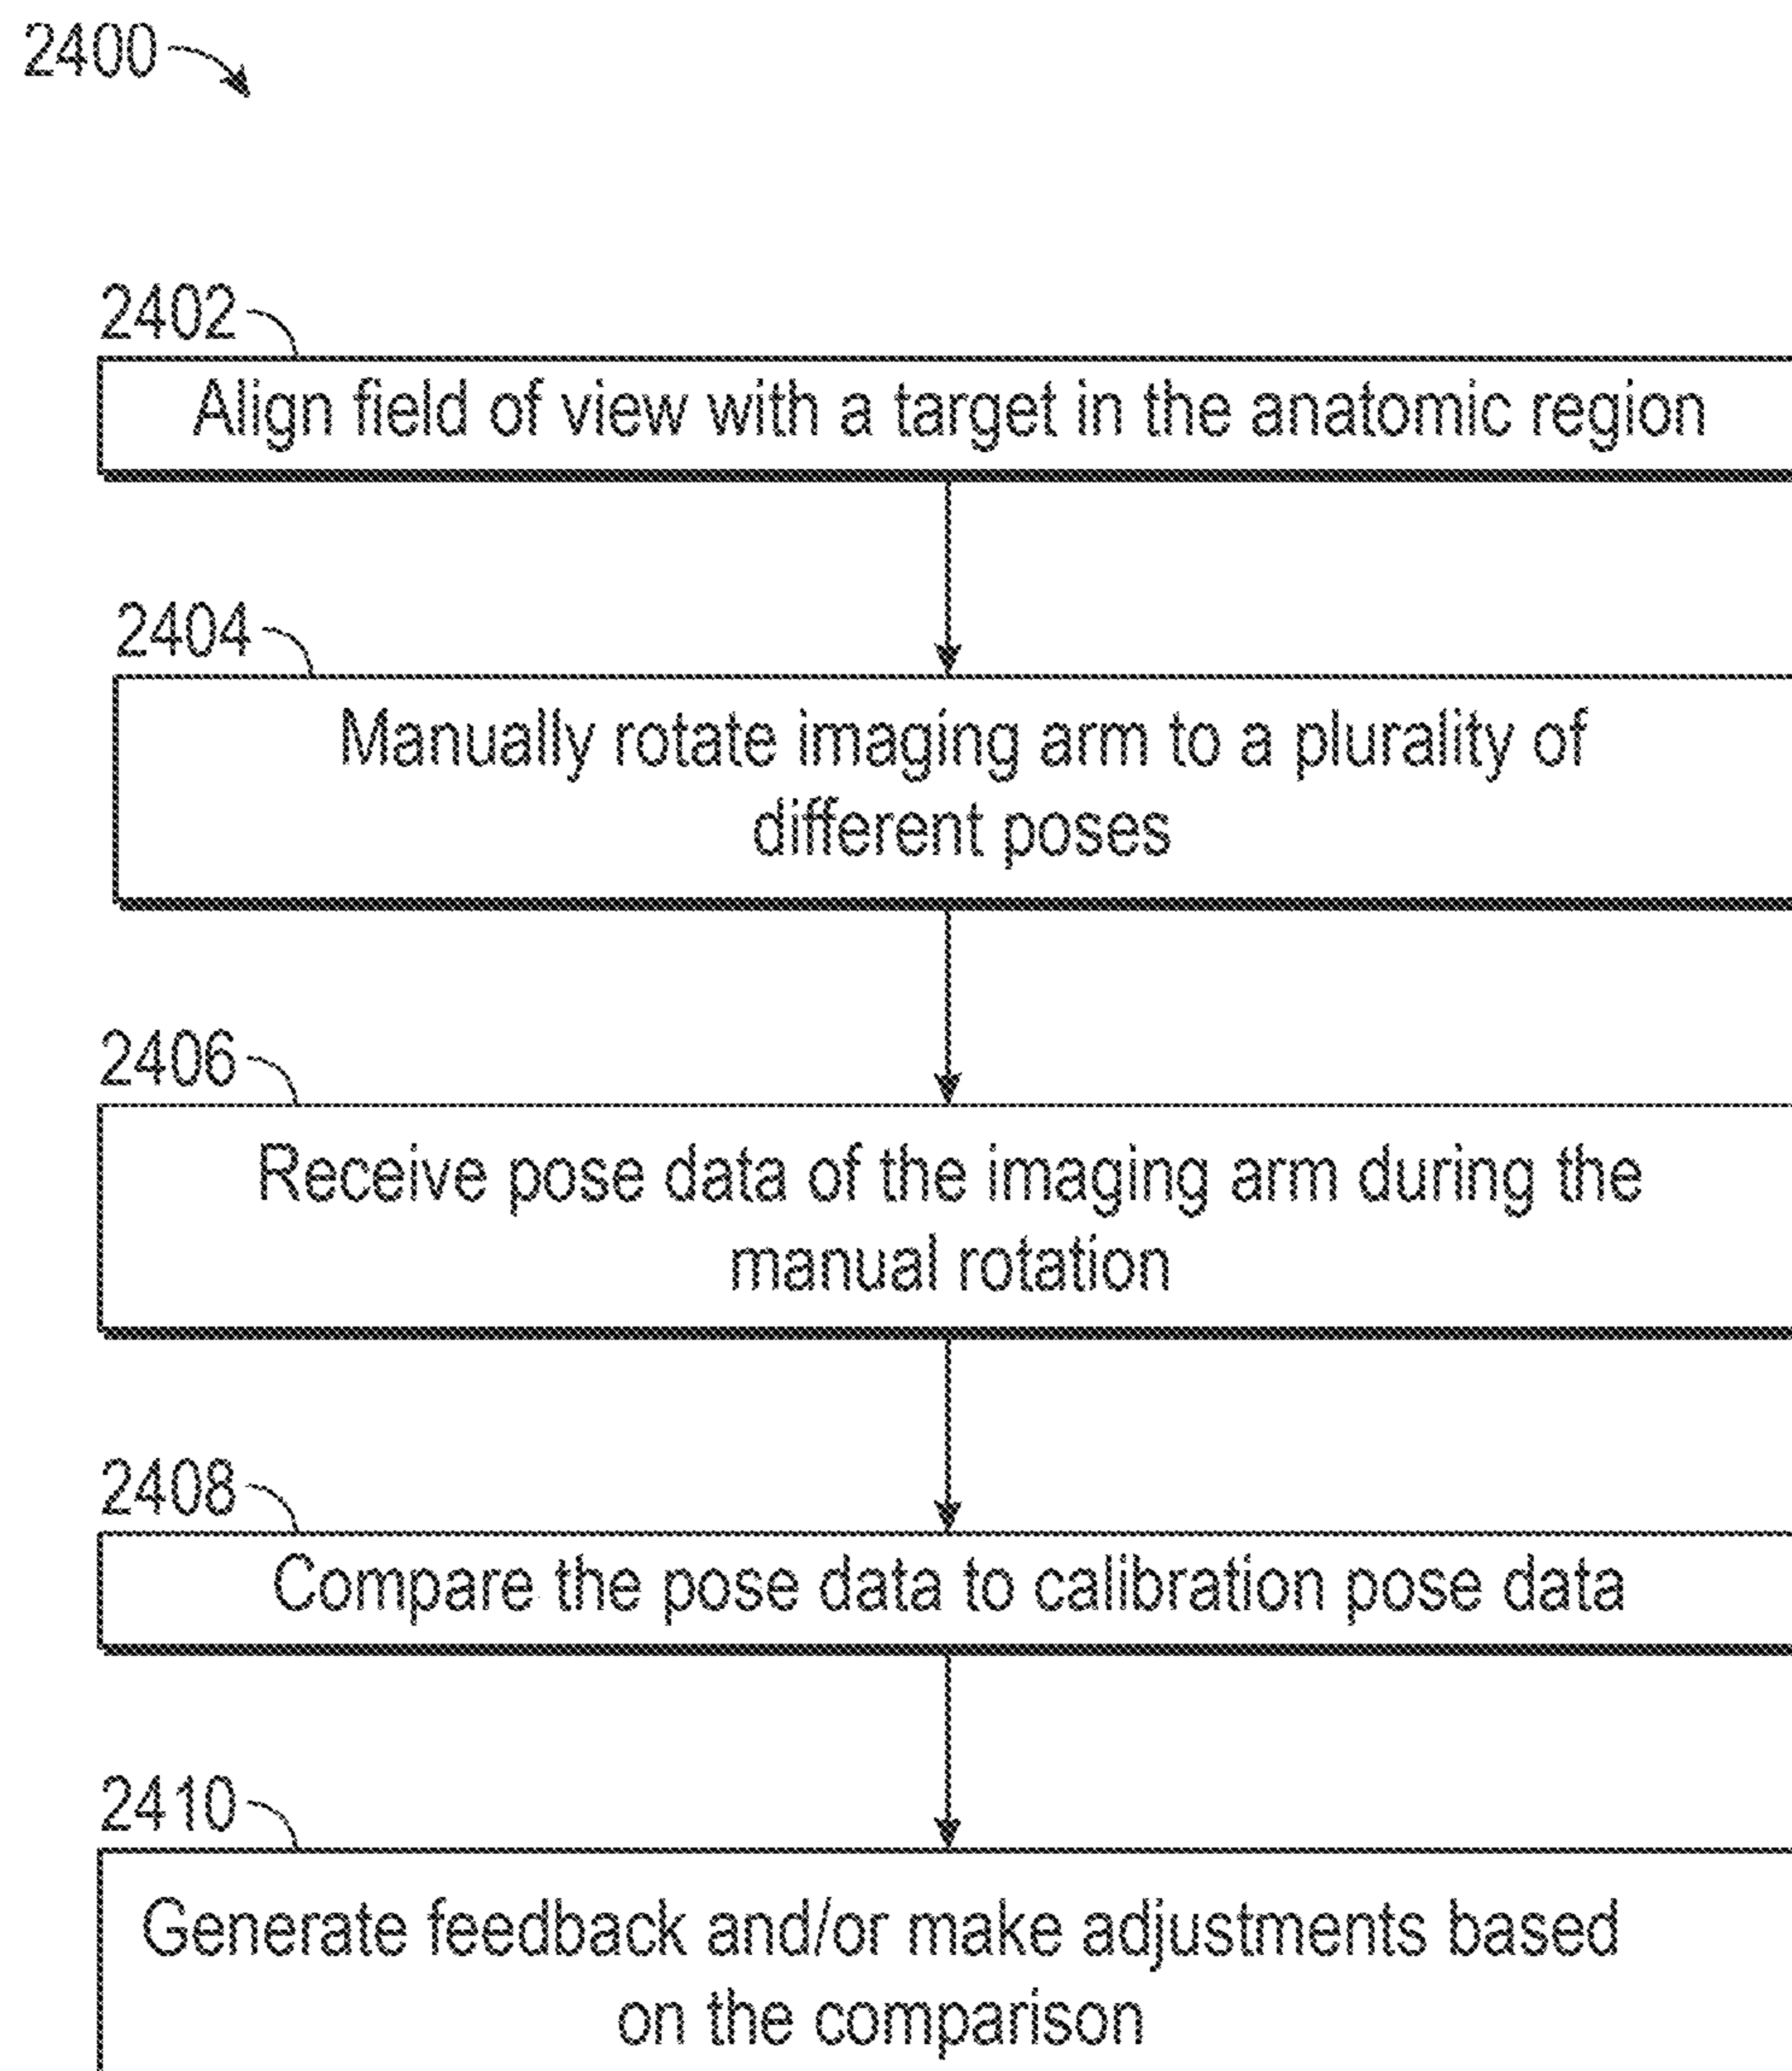 2400
2402
Align field of view with a target in the anatomic region
2404
Manually rotate imaging arm to a plurality of
different poses
2406
Receive pose data of the imaging arm during the
manual rotation
2408
Compare the pose data to calibration pose data
2410
Generate feedback and/or make adjustments based
on the comparison